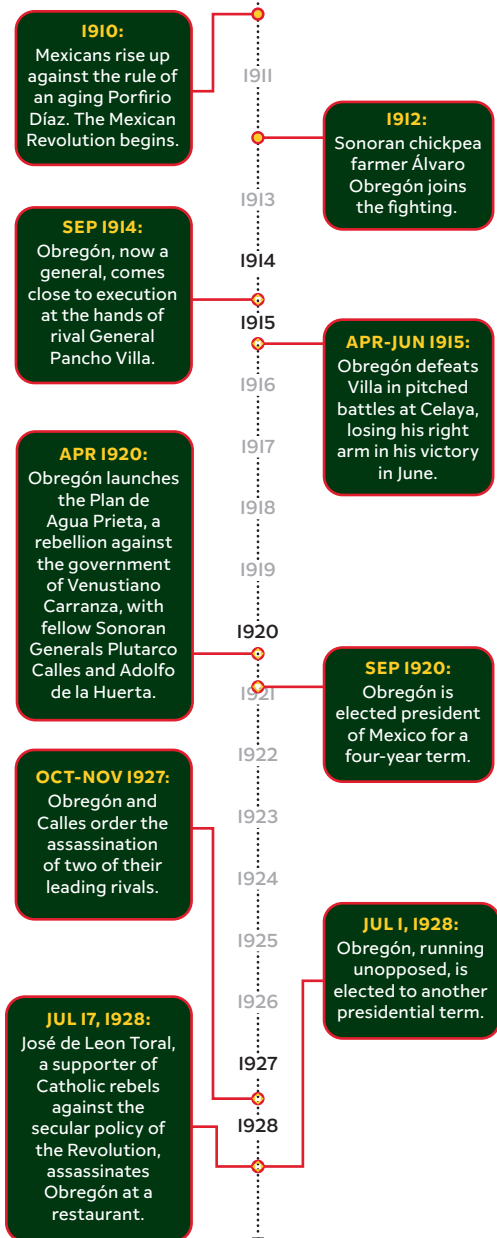 1910:
Mexicans rise up
against the rule of
an aging Porfirio
Díaz. The Mexican
Revolution begins.
1911
1912:
Sonoran chickpea
farmer Álvaro
Obregón joins
the fighting.
1913
SEP 1914:
Obregón, now a
general, comes
close to execution
at the hands of
rival General
Pancho Villa.
1914
1915
APR-JUN 1915:
Obregón defeats
Villa in pitched
battles at Celaya,
losing his right
arm in his victory
in June.
1916
1917
1918
1919
APR 1920:
Obregón launches
the Plan de
Agua Prieta, a
rebellion against
the government
of Venustiano
Carranza, with
fellow Sonoran
Generals Plutarco
Calles and Adolfo
de la Huerta.
1920
1921
SEP 1920:
Obregón is
elected president
of Mexico for a
four-year term.
1922
1923
1924
1925
1926
OCT-NOV 1927:
Obregón and
Calles order the
assassination
of two of their
leading rivals.
1927
1928
JUL 1, 1928:
Obregón, running
unopposed, is
elected to another
presidential term.
JUL 17, 1928:
José de Leon Toral,
a supporter of
Catholic rebels
against the
secular policy of
the Revolution,
assassinates
Obregón at a
restaurant.